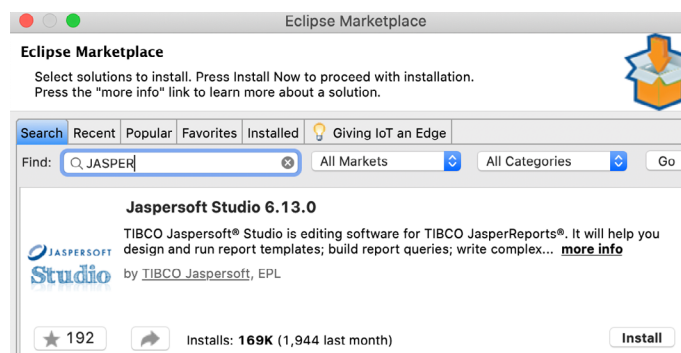 Eclipse Marketplace
Eclipse Marketplace
Select solutions to install. Press Install Now to proceed with installation.
Press the "more info" link to learn more about a solution.
Search Recent Popular Favorites Installed Giving IoT an Edge
Find: JASPER All Markets All Categories Go
Jaspersoft Studio 6.13.0
TIBCO Jaspersoft® Studio is editing software for TIBCO JasperReports®. It will help you
design and run report templates; build report queries; write complex... more info
JASPERSOFT
Studio
by TIBCO Jaspersoft, EPL
192 Installs: 169K (1,944 last month) Install